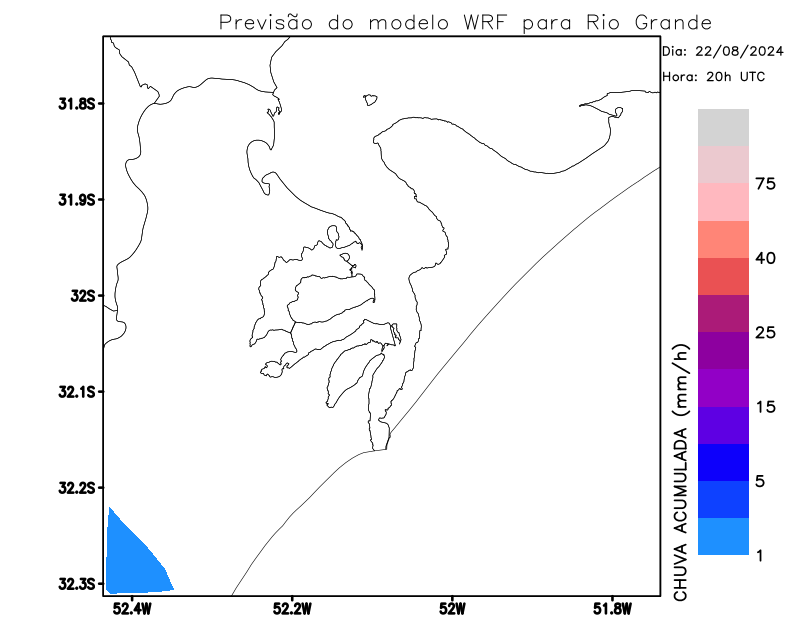 Previsão do modelo WRF para Rio Grande
Dia: 22/08/2024
Hora: 20h UTC
31.8S
31.9S
32S
32.1S
32.2S
32.3S
52.4W
52.2W
52W
51.8W
75
40
25
15
5
1
CHUVA ACUMULADA (mm/h)